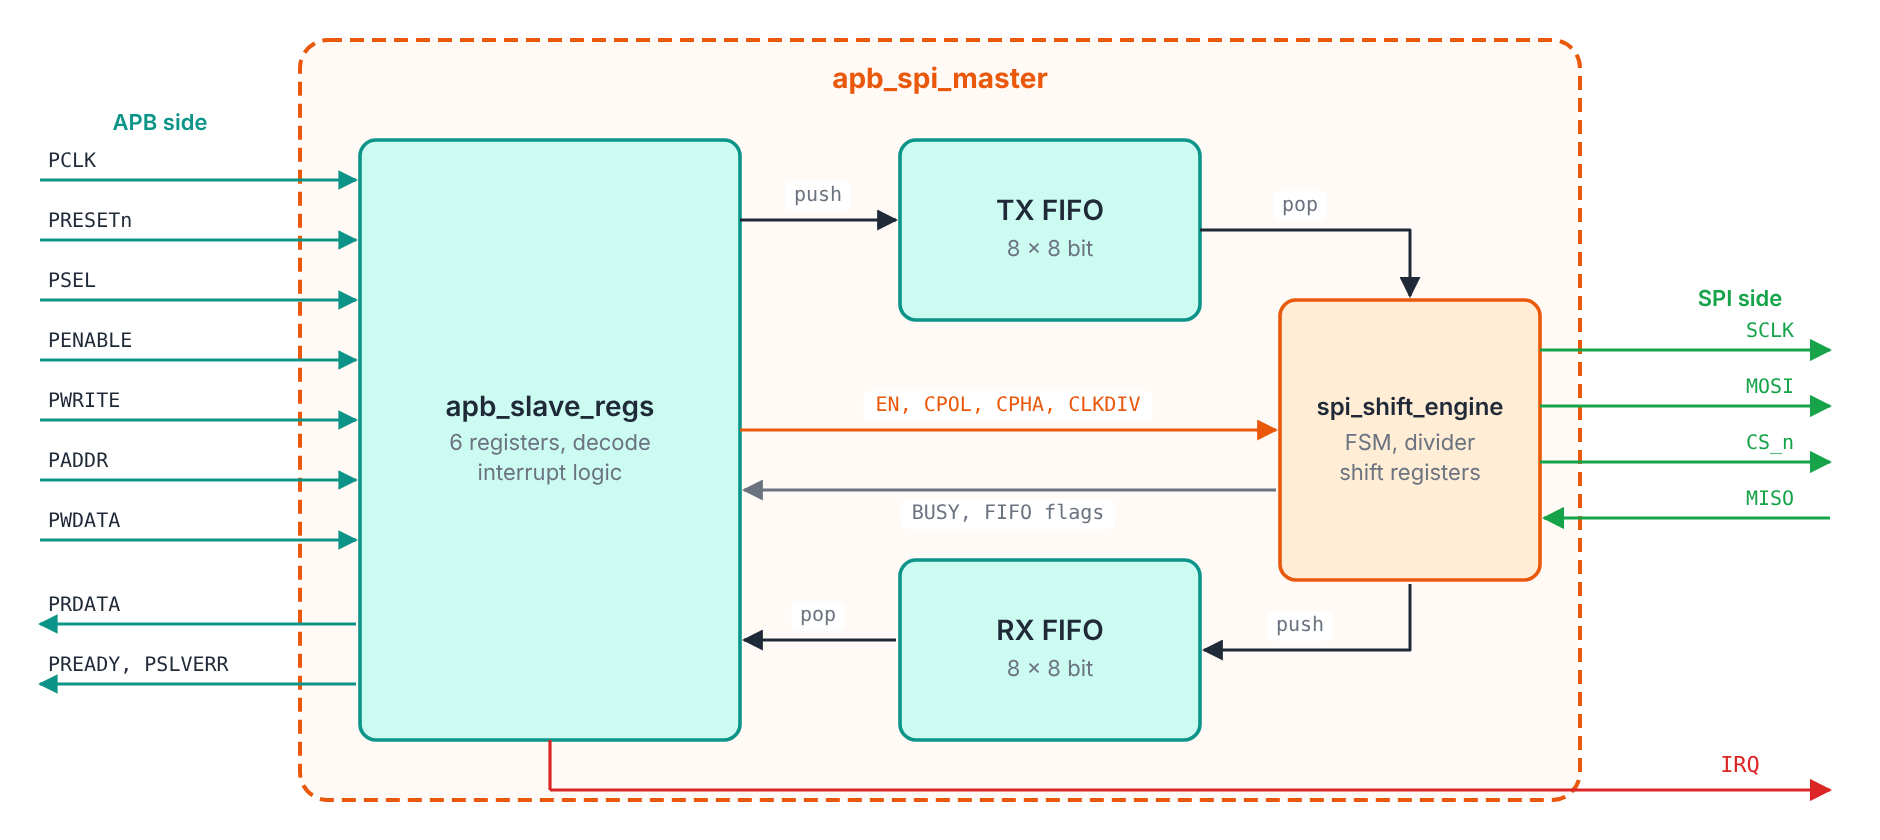 apb_spi_master
APB side
PCLK
PRESETn
PSEL
PENABLE
PWRITE
PADDR
PWDATA
PRDATA
PREADY, PSLVERR
apb_slave_regs
6 registers, decode
interrupt logic
push
TX FIFO
8 × 8 bit
pop
EN, CPOL, CPHA, CLKDIV
BUSY, FIFO flags
pop
RX FIFO
8 × 8 bit
push
spi_shift_engine
FSM, divider
shift registers
SPI side
SCLK
MOSI
CS_n
MISO
IRQ